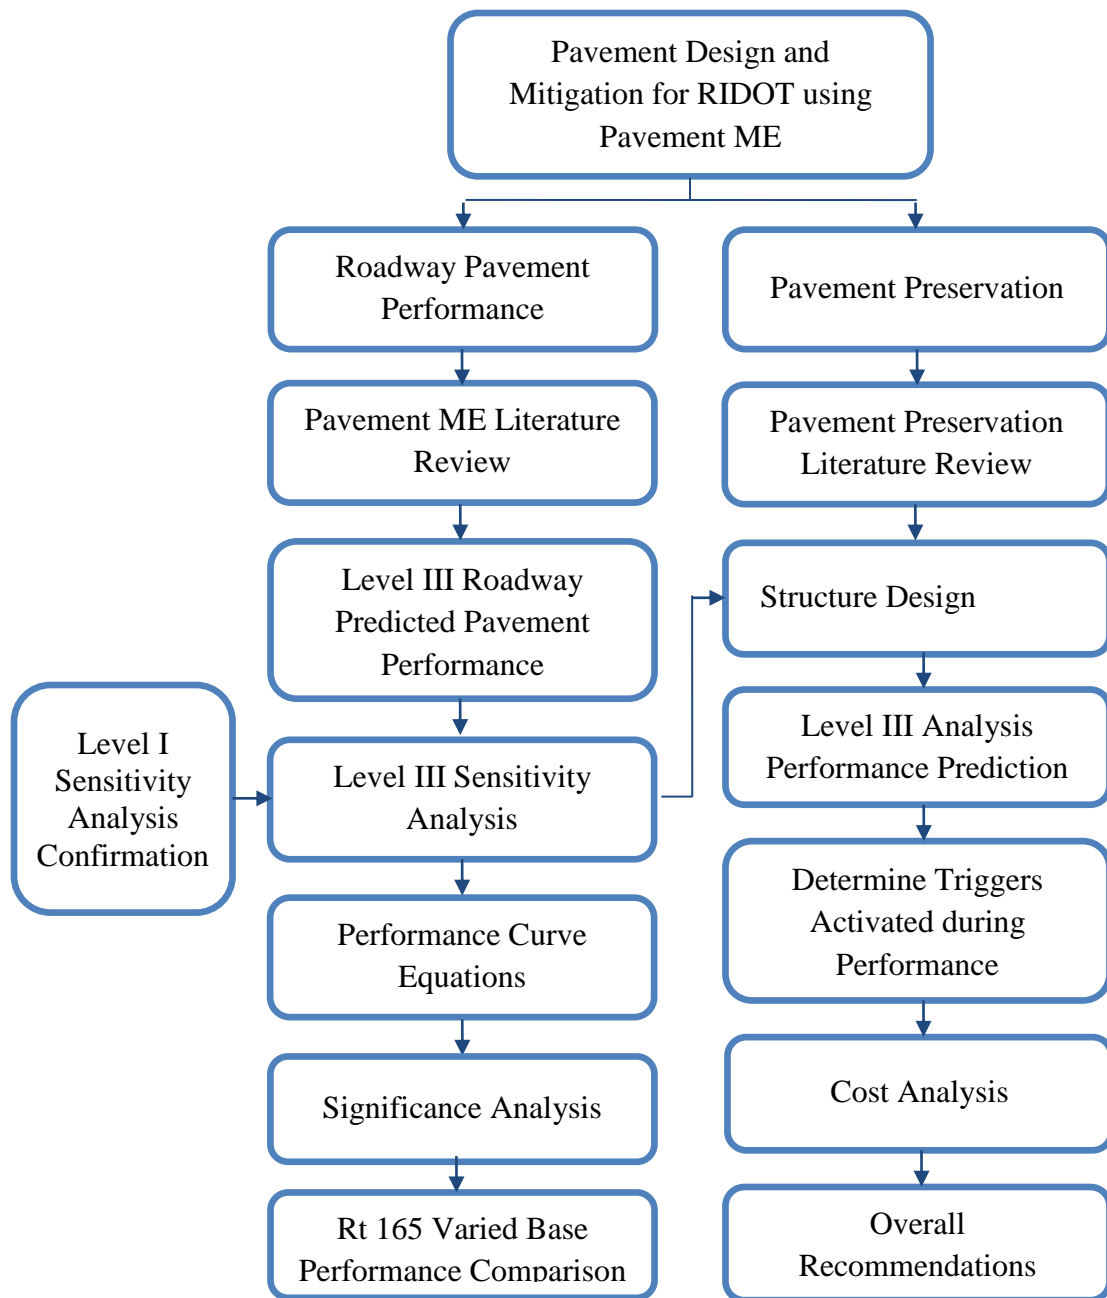 Pavement Design and
Mitigation for RIDOT using
Pavement ME
Roadway Pavement
Performance
Pavement Preservation
Pavement ME Literature
Review
Pavement Preservation
Literature Review
Level III Roadway
Predicted Pavement
Performance
Structure Design
Level I
Sensitivity
Analysis
Confirmation
Level III Sensitivity
Analysis
Level III Analysis
Performance Prediction
Performance Curve
Equations
Determine Triggers
Activated during
Performance
Significance Analysis
Cost Analysis
Rt 165 Varied Base
Performance Comparison
Overall
Recommendations